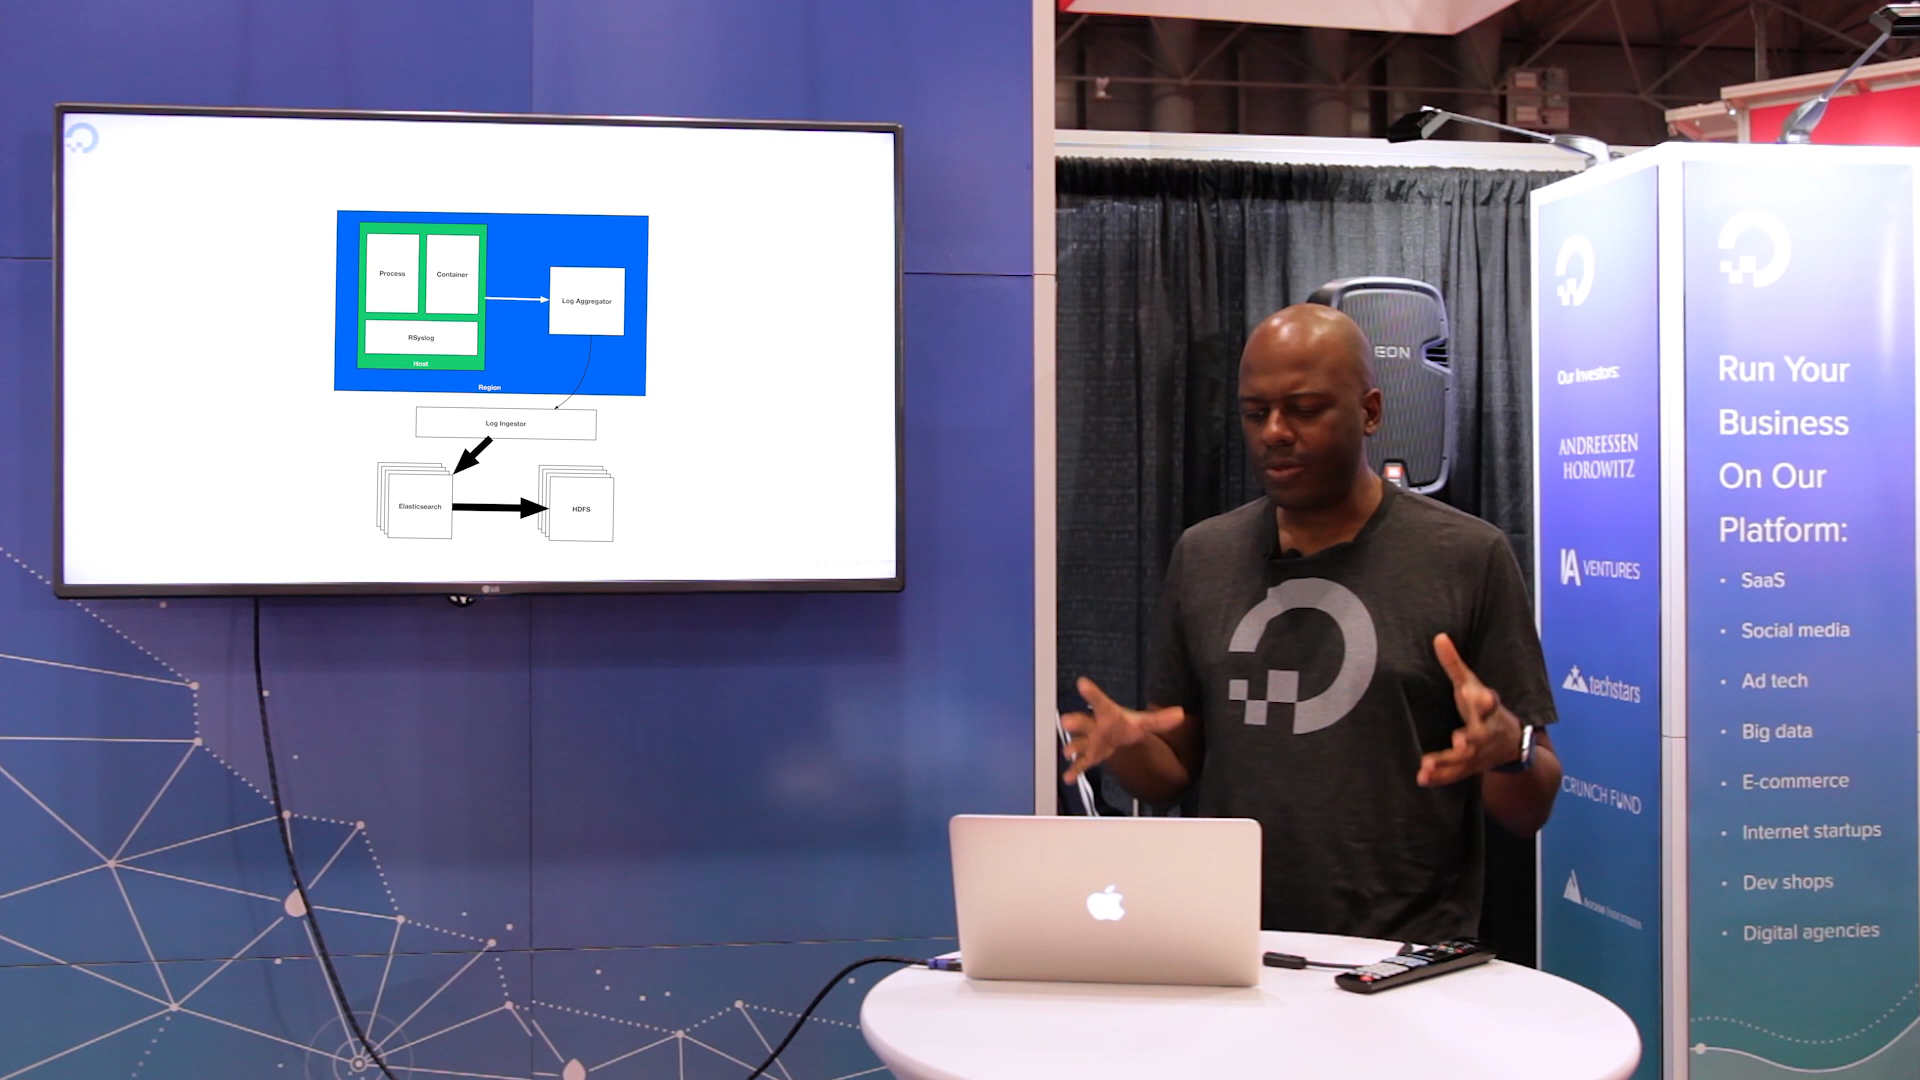 Process
Container
RSyslog
Host
Log Aggregator
Region
Log Ingestor
Elasticsearch
HDFS
LG
EON
JBL
Our Investors:
ANDREESSEN
HOROWITZ
IA VENTURES
techstars
CRUNCH FUND
Run Your
Business
On Our
Platform:
• SaaS
• Social media
• Ad tech
• Big data
• E-commerce
• Internet startups
• Dev shops
• Digital agencies